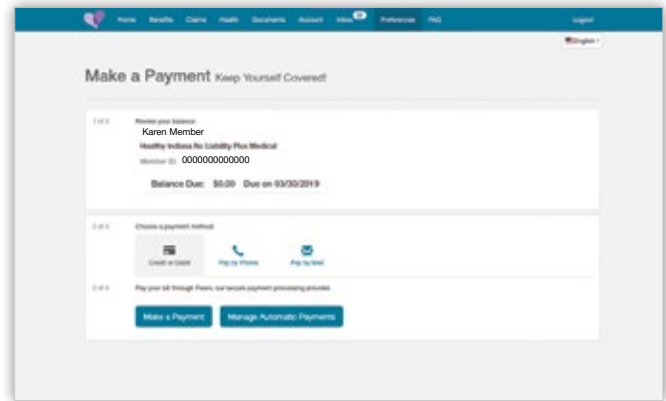 Home Benefits Claims Health Documents Account Inbox Preferences FAQ Logout
English
Make a Payment Keep Yourself Covered!
1 of 3 Review your balance
Karen Member
Healthy Indiana No Liability Plus Medical
Member ID: 0000000000000
Balance Due: $0.00 Due on 03/30/2019
2 of 3 Choose a payment method
Credit or Debit Pay by Phone Pay by Mail
3 of 3 Pay your bill through our secure payment processing provider.
Make a Payment Manage Automatic Payments